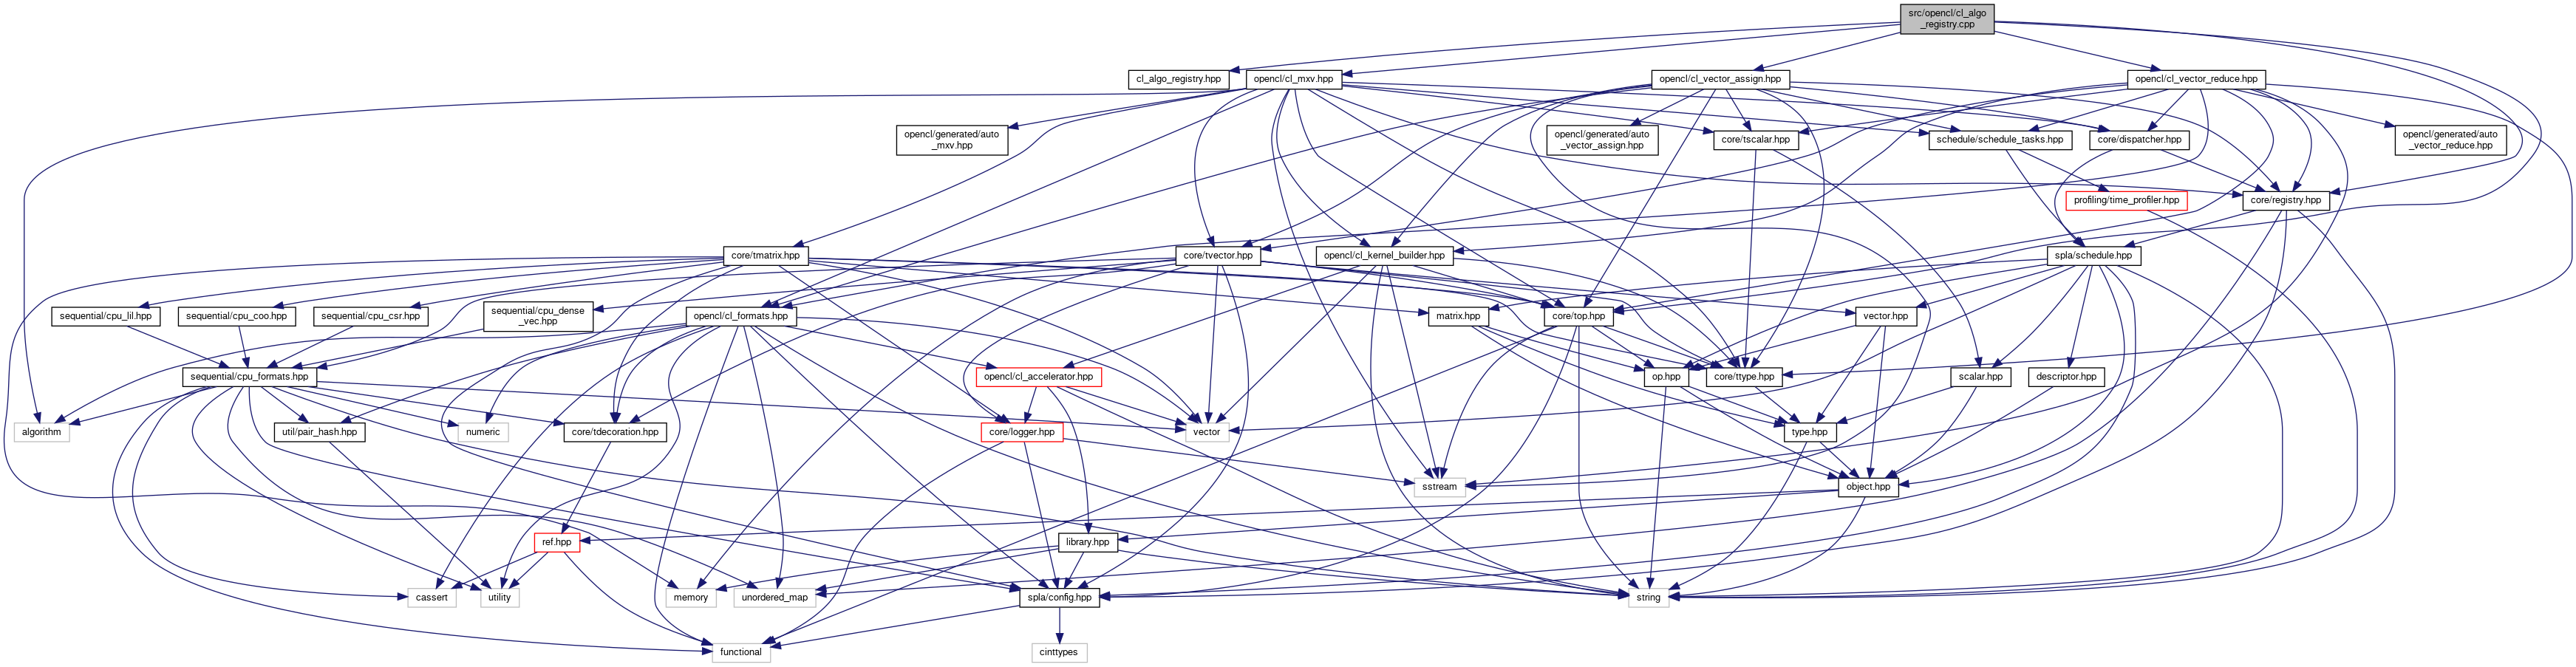 src/opencl/cl_algo
_registry.cpp
cl_algo_registry.hpp
opencl/cl_mxv.hpp
opencl/cl_vector_assign.hpp
opencl/cl_vector_reduce.hpp
opencl/generated/auto
_mxv.hpp
opencl/generated/auto
_vector_assign.hpp
core/tscalar.hpp
schedule/schedule_tasks.hpp
core/dispatcher.hpp
opencl/generated/auto
_vector_reduce.hpp
profiling/time_profiler.hpp
core/registry.hpp
core/tmatrix.hpp
core/tvector.hpp
opencl/cl_kernel_builder.hpp
spla/schedule.hpp
sequential/cpu_lil.hpp
sequential/cpu_coo.hpp
sequential/cpu_csr.hpp
sequential/cpu_dense
_vec.hpp
opencl/cl_formats.hpp
matrix.hpp
core/top.hpp
vector.hpp
sequential/cpu_formats.hpp
opencl/cl_accelerator.hpp
op.hpp
core/ttype.hpp
scalar.hpp
descriptor.hpp
algorithm
util/pair_hash.hpp
numeric
core/tdecoration.hpp
core/logger.hpp
vector
type.hpp
sstream
object.hpp
ref.hpp
library.hpp
cassert
utility
memory
unordered_map
spla/config.hpp
string
functional
cinttypes